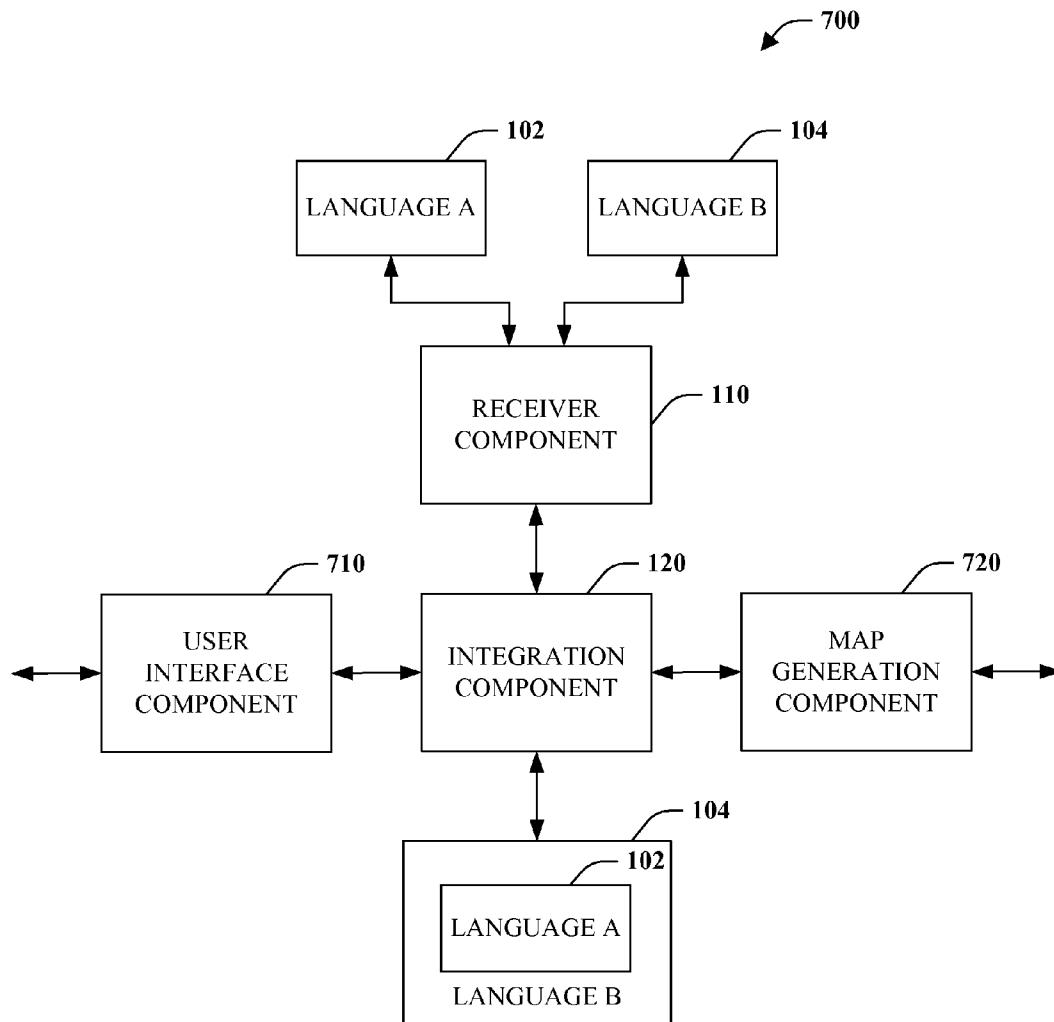 700
102
104
LANGUAGE A
LANGUAGE B
110
RECEIVER
COMPONENT
710
120
720
USER
INTERFACE
COMPONENT
INTEGRATION
COMPONENT
MAP
GENERATION
COMPONENT
104
102
LANGUAGE A
LANGUAGE B